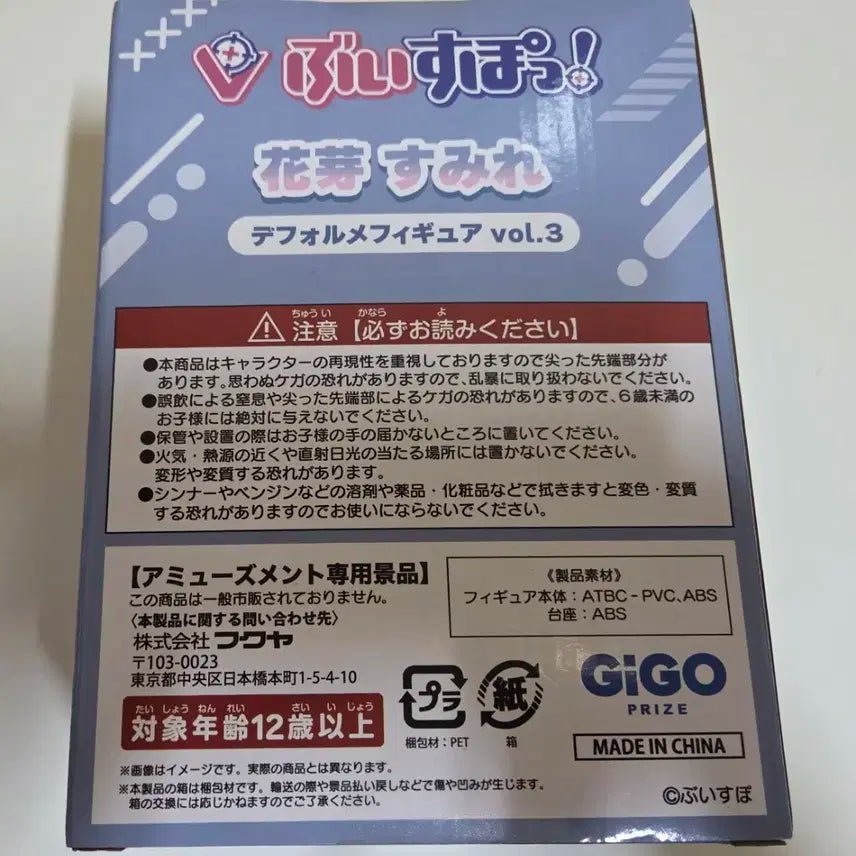 ぶいすぽっ!
花芽 すみれ
デフォルメフィギュア vol.3
ちゅうい かなら よ
注意【必ずお読みください】
●本商品はキャラクターの再現性を重視しておりますので尖った先端部分が
あります。思わぬケガの恐れがありますので、乱暴に取り扱わないでください。
●誤飲による窒息や尖った先端部によるケガの恐れがありますので、6歳未満の
お子様には絶対に与えないでください。
●保管や設置の際はお子様の手の届かないところに置いてください。
●火気・熱源の近くや直射日光の当たる場所には置かないでください。
変形や変質する恐れがあります。
●シンナーやベンジンなどの溶剤や薬品・化粧品などで拭きますと変色・変質
する恐れがありますのでお使いにならないでください。
【アミューズメント専用景品】
この商品は一般市販されておりません。
〈本製品に関する問い合わせ先〉
株式会社 フクヤ
〒103-0023
東京都中央区日本橋本町1-5-4-10
たいしょうねんれい さいいじょう
対象年齢12歳以上
《製品素材》
フィギュア本体:ATBC-PVC、ABS
台座:ABS
プラ
梱包材:PET
紙
箱
GiGO
PRIZE
MADE IN CHINA
※画像はイメージです。実際の商品とは異なります。
※本製品の箱は梱包材です。輸送の際や景品払い戻しなどで傷や凹みが生じます。
箱の交換には応じかねますのでご了承ください。
©ぶいすぽ